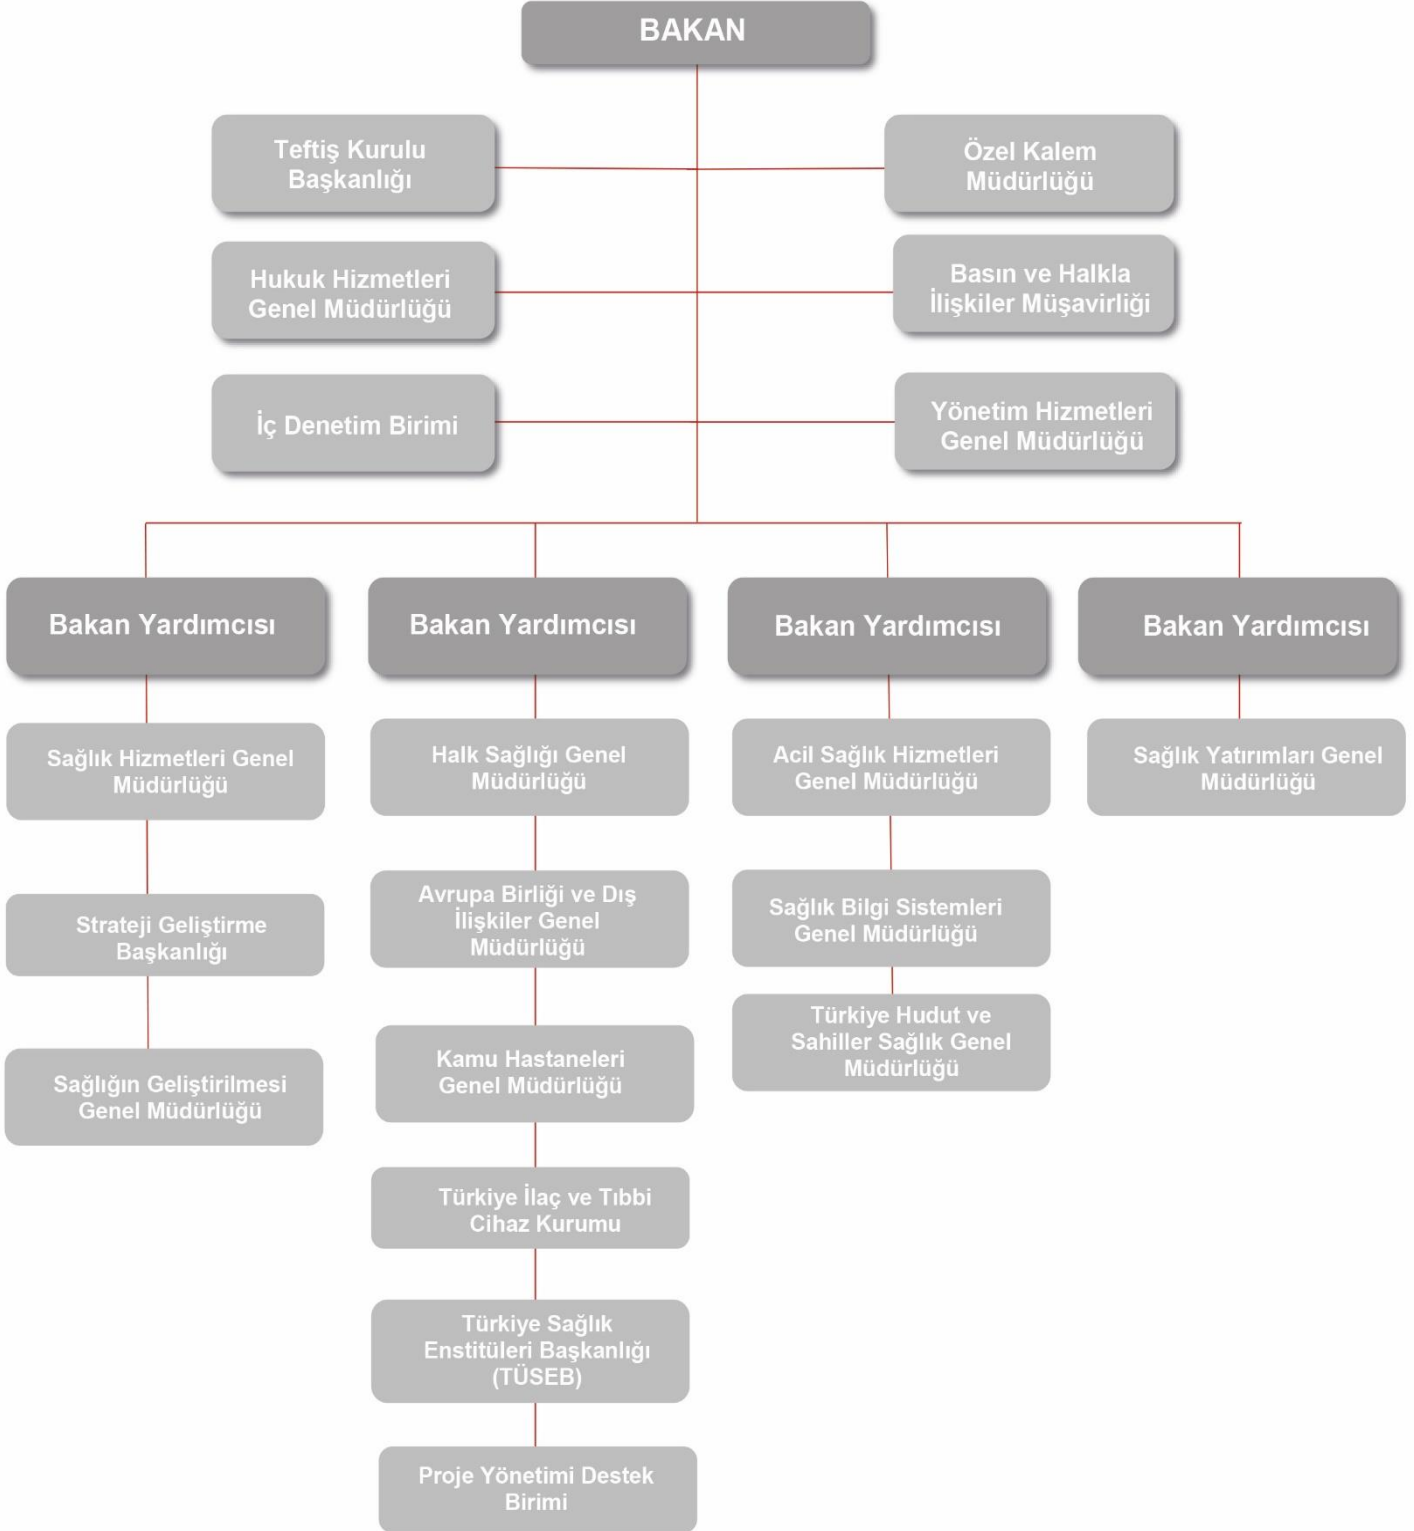 BAKAN
Teftiş Kurulu
Başkanlığı
Özel Kalem
Müdürlüğü
Hukuk Hizmetleri
Genel Müdürlüğü
Basın ve Halkla
İlişkiler Müşavirliği
İç Denetim Birimi
Yönetim Hizmetleri
Genel Müdürlüğü
Bakan Yardımcısı
Bakan Yardımcısı
Bakan Yardımcısı
Bakan Yardımcısı
Sağlık Hizmetleri Genel
Müdürlüğü
Strateji Geliştirme
Başkanlığı
Sağlığın Geliştirilmesi
Genel Müdürlüğü
Halk Sağlığı Genel
Müdürlüğü
Avrupa Birliği ve Dış
İlişkiler Genel
Müdürlüğü
Kamu Hastaneleri
Genel Müdürlüğü
Türkiye İlaç ve Tıbbi
Cihaz Kurumu
Türkiye Sağlık
Enstitüleri Başkanlığı
(TÜSEB)
Proje Yönetimi Destek
Birimi
Acil Sağlık Hizmetleri
Genel Müdürlüğü
Sağlık Bilgi Sistemleri
Genel Müdürlüğü
Türkiye Hudut ve
Sahiller Sağlık Genel
Müdürlüğü
Sağlık Yatırımları Genel
Müdürlüğü